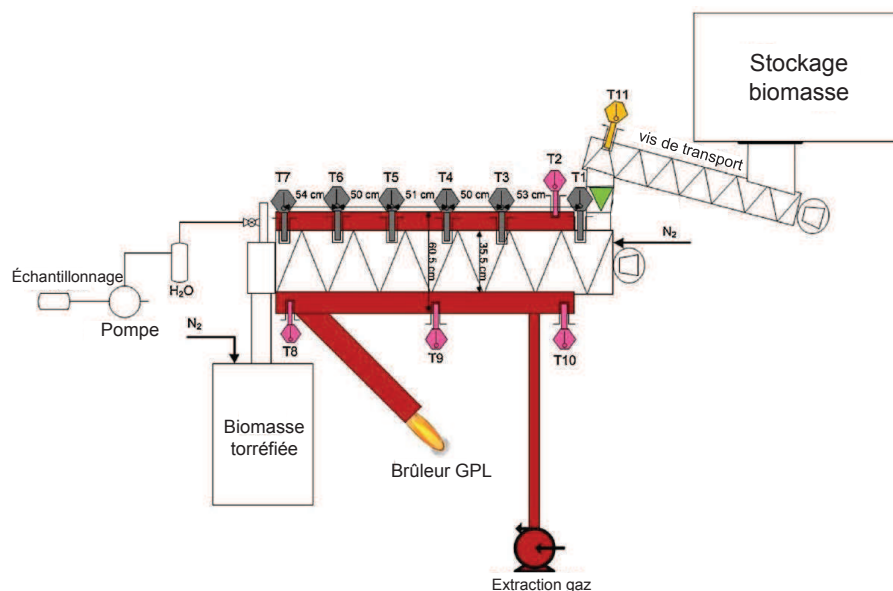 Stockage
biomasse
T11
vis de transport
T2
T7
T6
T5
T4
T3
T1
54 cm
50 cm
51 cm
50 cm
53 cm
N2
60.5 cm
35.5 cm
Échantillonnage
H2O
Pompe
N2
T8
T9
T10
Biomasse
torréfiée
Brûleur GPL
Extraction gaz